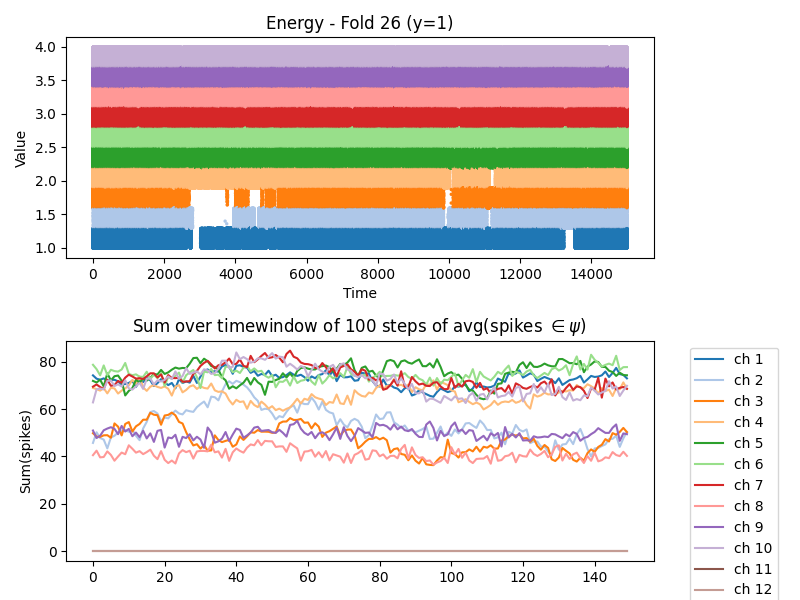 Energy - Fold 26 (y=1)
Value
4.0
3.5
3.0
2.5
2.0
1.5
1.0
0 2000 4000 6000 8000 10000 12000 14000
Time
Sum over timewindow of 100 steps of avg(spikes ∈ ψ)
Sum(spikes)
80
60
40
20
0
0 20 40 60 80 100 120 140
ch 1
ch 2
ch 3
ch 4
ch 5
ch 6
ch 7
ch 8
ch 9
ch 10
ch 11
ch 12